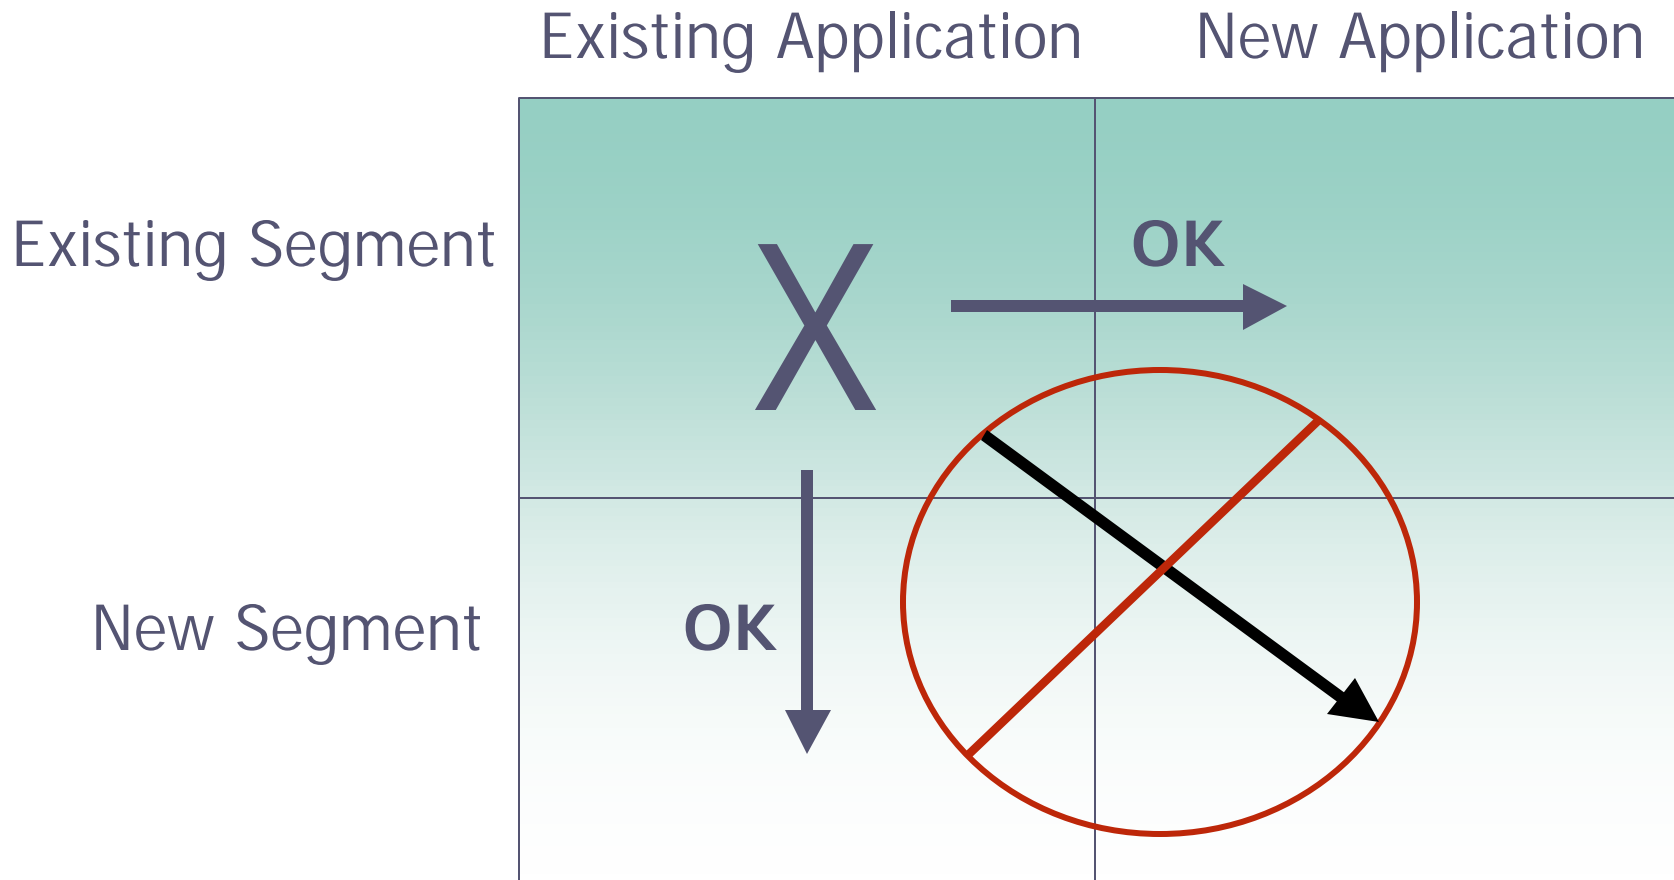 Existing Application New Application
Existing Segment
X
OK
New Segment
OK